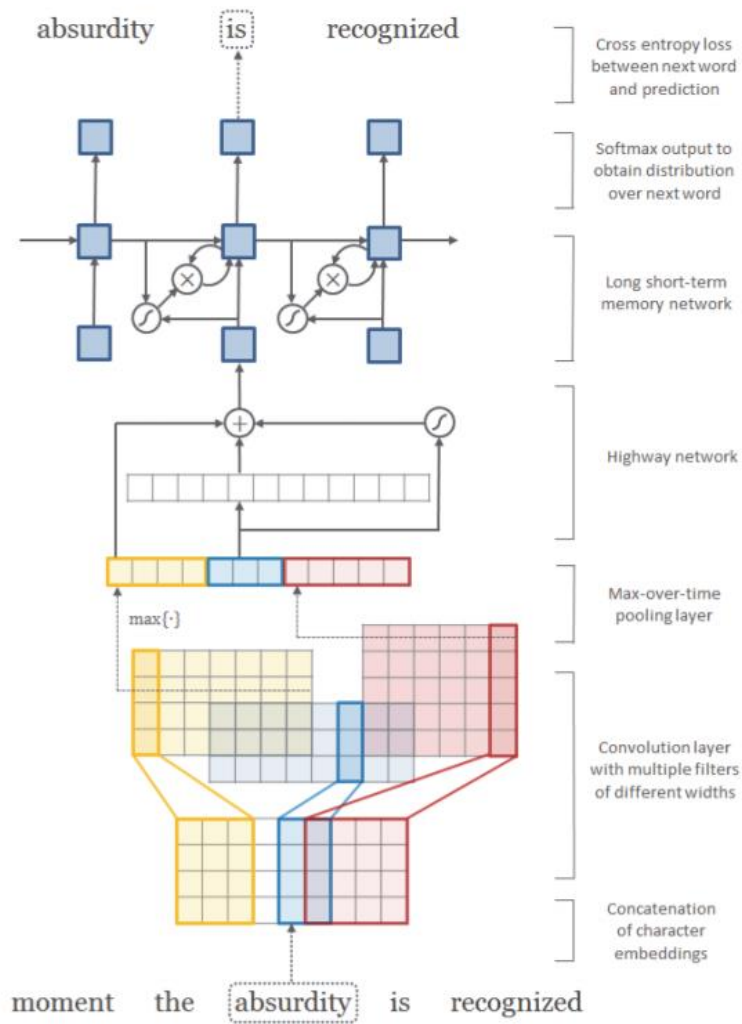 absurdity is recognized
Cross entropy loss
between next word
and prediction
Softmax output to
obtain distribution
over next word
Long short-term
memory network
Highway network
Max-over-time
pooling layer
max{·}
Convolution layer
with multiple filters
of different widths
Concatenation
of character
embeddings
moment the absurdity is recognized